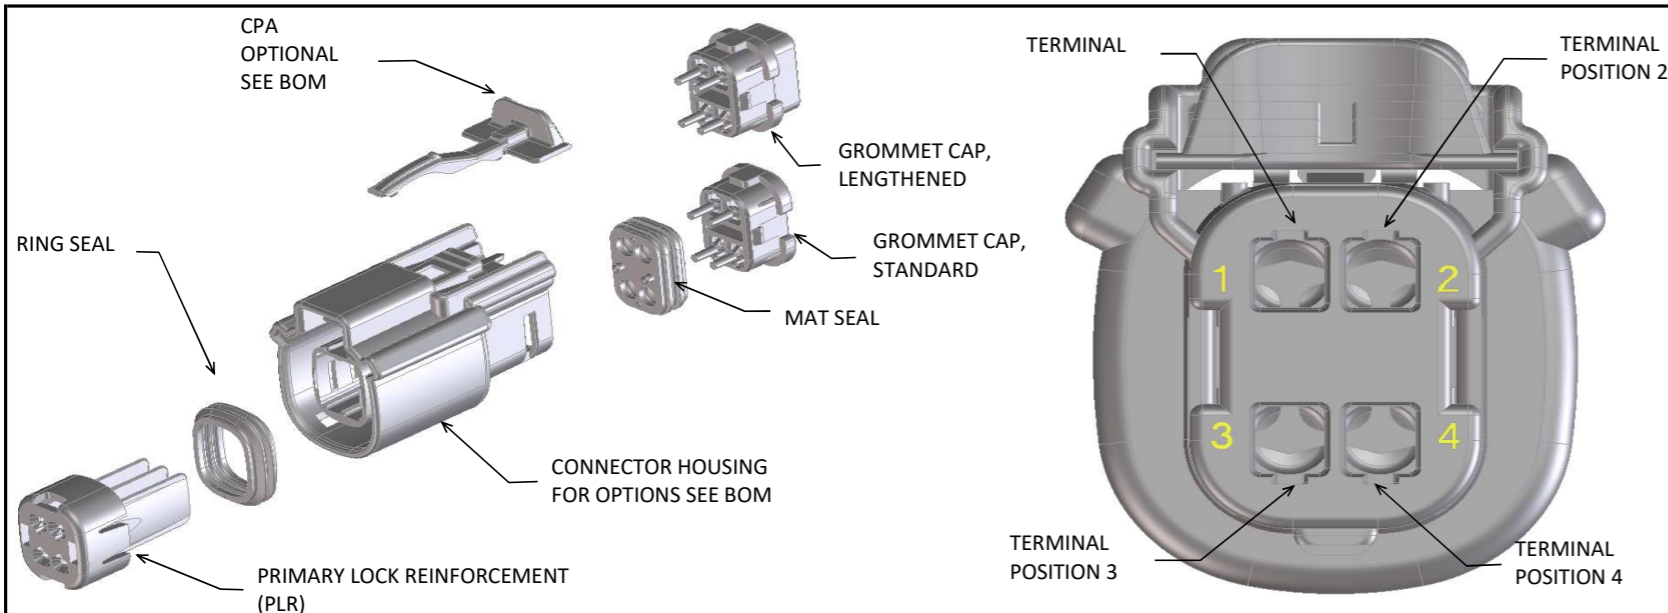 CPA
OPTIONAL
SEE BOM
GROMMET CAP,
LENGTHENED
RING SEAL
GROMMET CAP,
STANDARD
MAT SEAL
CONNECTOR HOUSING
FOR OPTIONS SEE BOM
PRIMARY LOCK REINFORCEMENT
(PLR)
TERMINAL
TERMINAL
POSITION 2
1
2
3
4
TERMINAL
POSITION 3
TERMINAL
POSITION 4